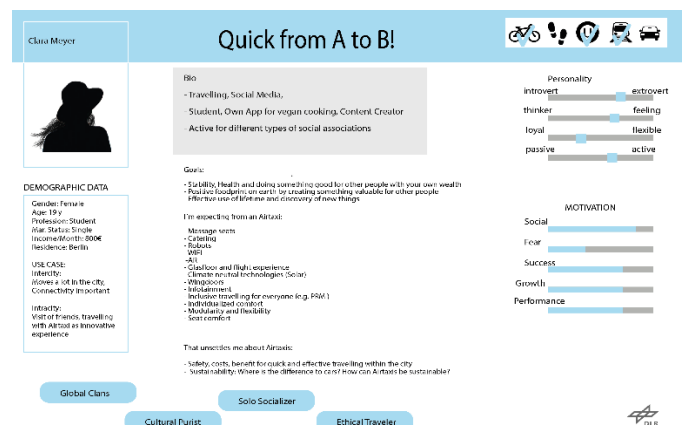 Clara Meyer
Quick from A to B!
Bio
- Travelling, Social Media,
- Student, Own App for vegan cooking, Content Creator
- Active for different types of social associations
Goals:
- Stability, Health and doing something good for other people with your own wealth
- Positive foodprint on earth by creating something valuable for other people
- Effective use of lifetime and discovery of new things
I'm expecting from an Airtaxi:
- Massage seats
- Catering
- Robots
- WIFI
- Glasfloor and flight experience
- Climate neutral technologies (Solar)
- Wingdoors
- Infotainment
- Inclusive travelling for everyone (e.g. PRM)
- Individualized comfort
- Modularity and flexibility
- Seat comfort
That unsettles me about Airtaxis:
- Safety, costs, benefit for quick and effective travelling within the city
- Sustainability: Where is the difference to cars? How can Airtaxis be sustainable?
DEMOGRAPHIC DATA
Gender: Female
Age: 19 y
Profession: Student
Mar. Status: Single
Income/Month: 800€
Residence: Berlin
USE CASE:
Intercity:
Moves a lot in the city,
Connectivity important
Intracity:
Visit of friends, travelling
with Airtaxi as innovative
experience
U
Personality
introvert extrovert
thinker feeling
loyal flexible
passive active
MOTIVATION
Social
Fear
Success
Growth
Performance
Global Clans
Solo Socializer
Cultural Purist
Ethical Traveler
DLR